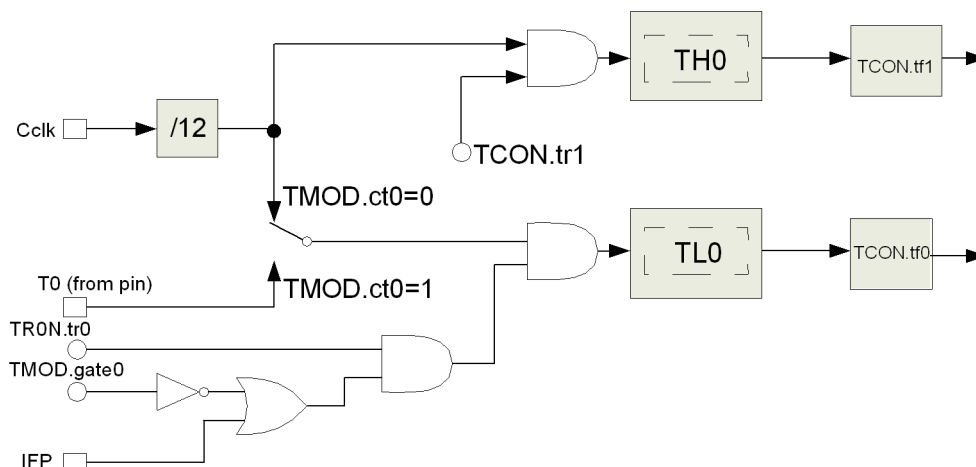 TH0
TCON.tf1
Cclk
/12
TCON.tr1
TMOD.ct0=0
TL0
TCON.tf0
T0 (from pin)
TMOD.ct0=1
TR0N.tr0
TMOD.gate0
IFP